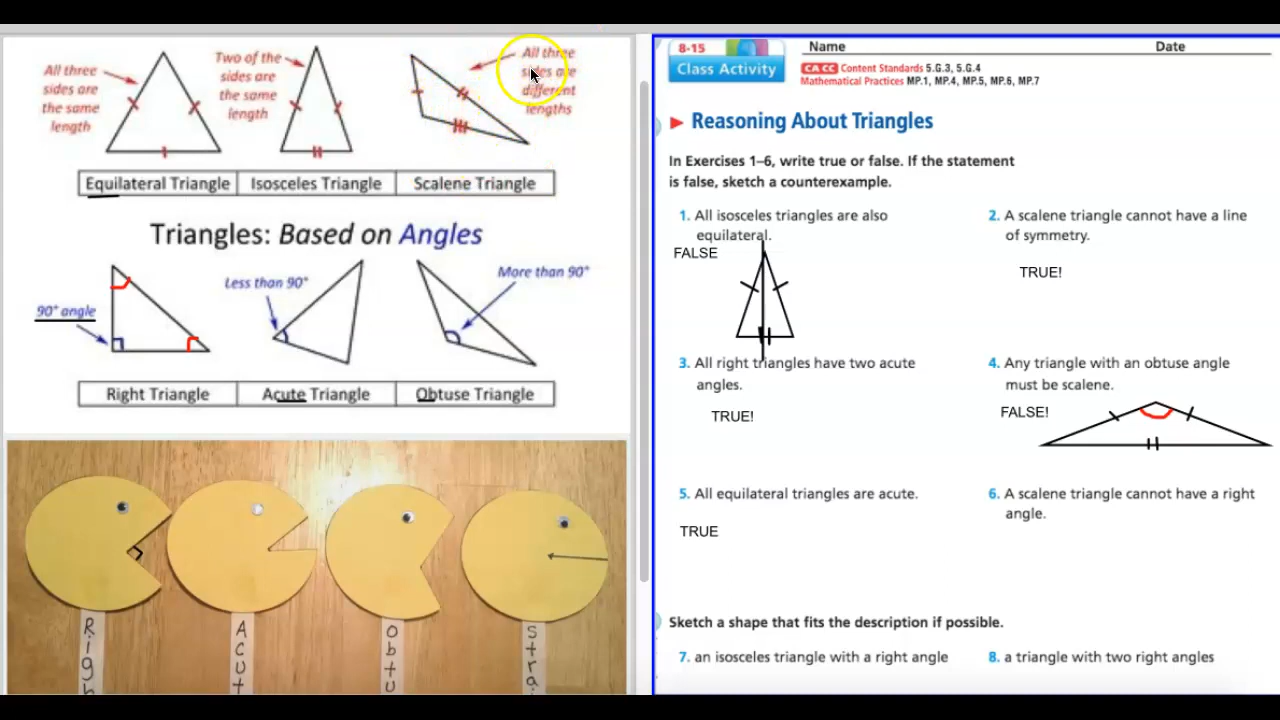 All three
sides are
the same
length
Two of the
sides are
the same
length
All three
sides are
different
lengths
Equilateral Triangle
Isosceles Triangle
Scalene Triangle
Triangles: Based on Angles
90° angle
Less than 90°
More than 90°
Right Triangle
Acute Triangle
Obtuse Triangle
Righ
Acut
Obtu
Stra
8-15
Class Activity
Name
Date
CA CC Content Standards 5.G.3, 5.G.4
Mathematical Practices MP.1, MP.4, MP.5, MP.6, MP.7
Reasoning About Triangles
In Exercises 1–6, write true or false. If the statement
is false, sketch a counterexample.
1. All isosceles triangles are also
equilateral.
FALSE
2. A scalene triangle cannot have a line
of symmetry.
TRUE!
3. All right triangles have two acute
angles.
TRUE!
4. Any triangle with an obtuse angle
must be scalene.
FALSE!
5. All equilateral triangles are acute.
TRUE
6. A scalene triangle cannot have a right
angle.
Sketch a shape that fits the description if possible.
7. an isosceles triangle with a right angle
8. a triangle with two right angles